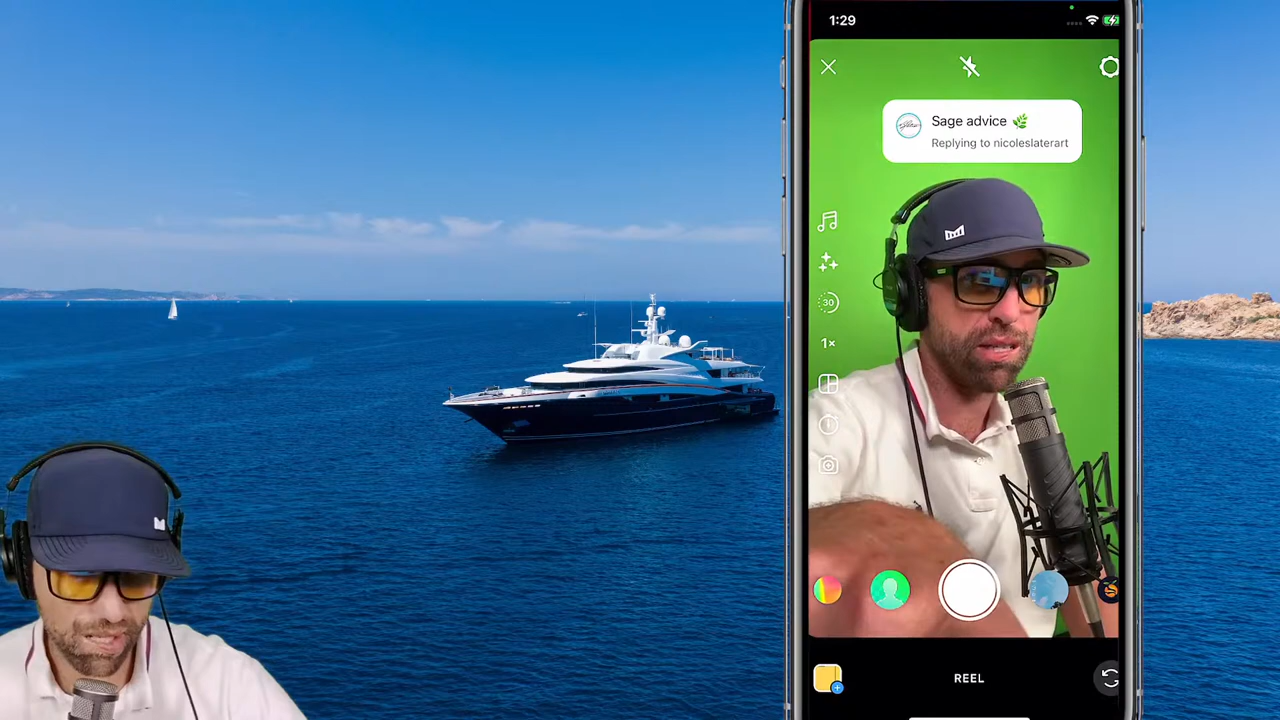 1:29
Sage advice 🌿
Replying to nicoleslaterart
30
1×
REEL